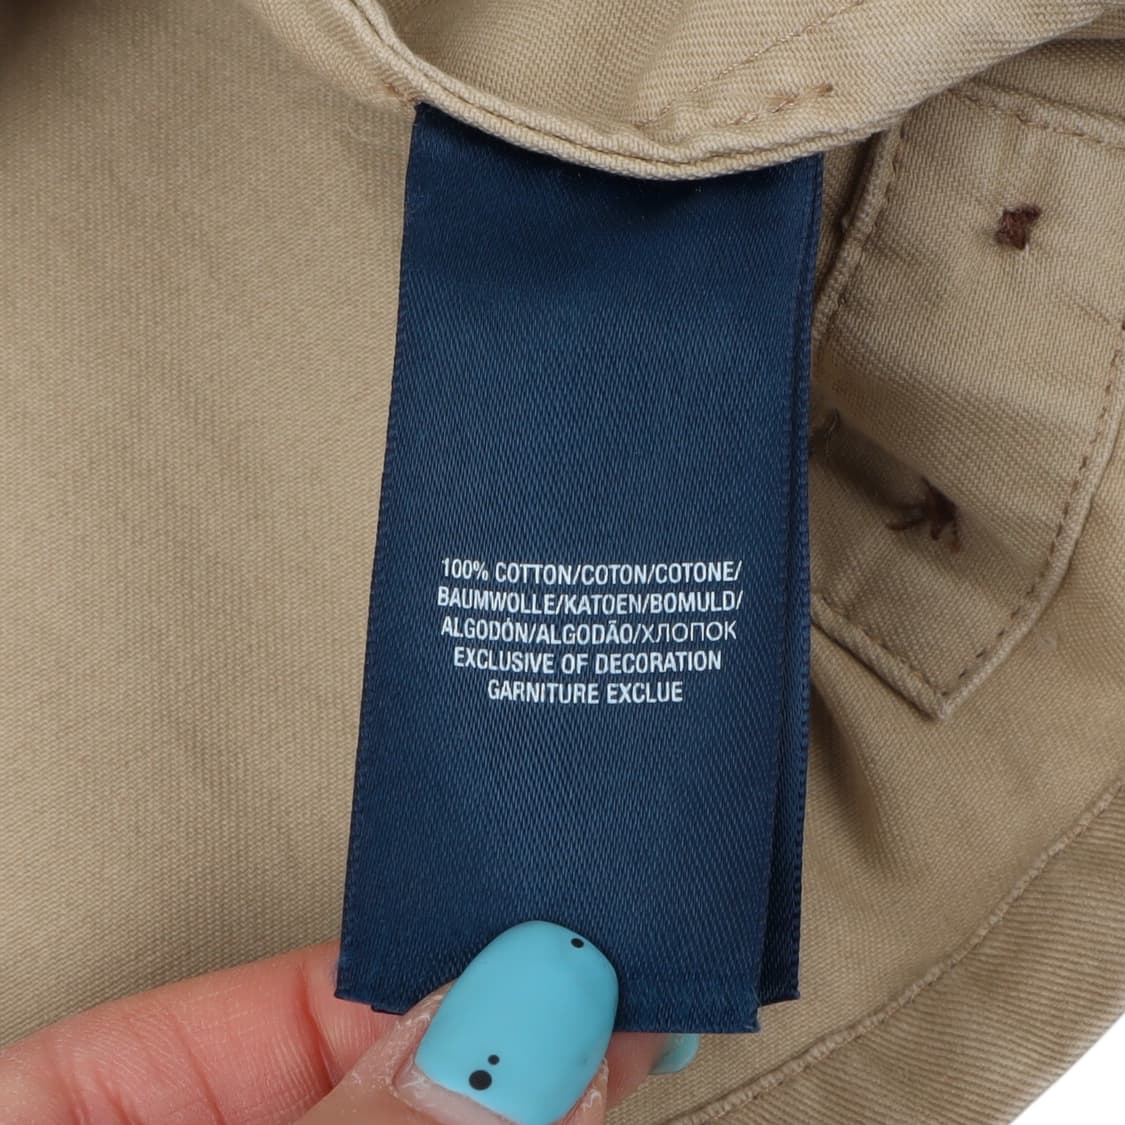 100% COTTON/COTON/COTONE/
BAUMWOLLE/KATOEN/BOMULD/
ALGODÓN/ALGODÃO/ХЛОПОК
EXCLUSIVE OF DECORATION
GARNITURE EXCLUE